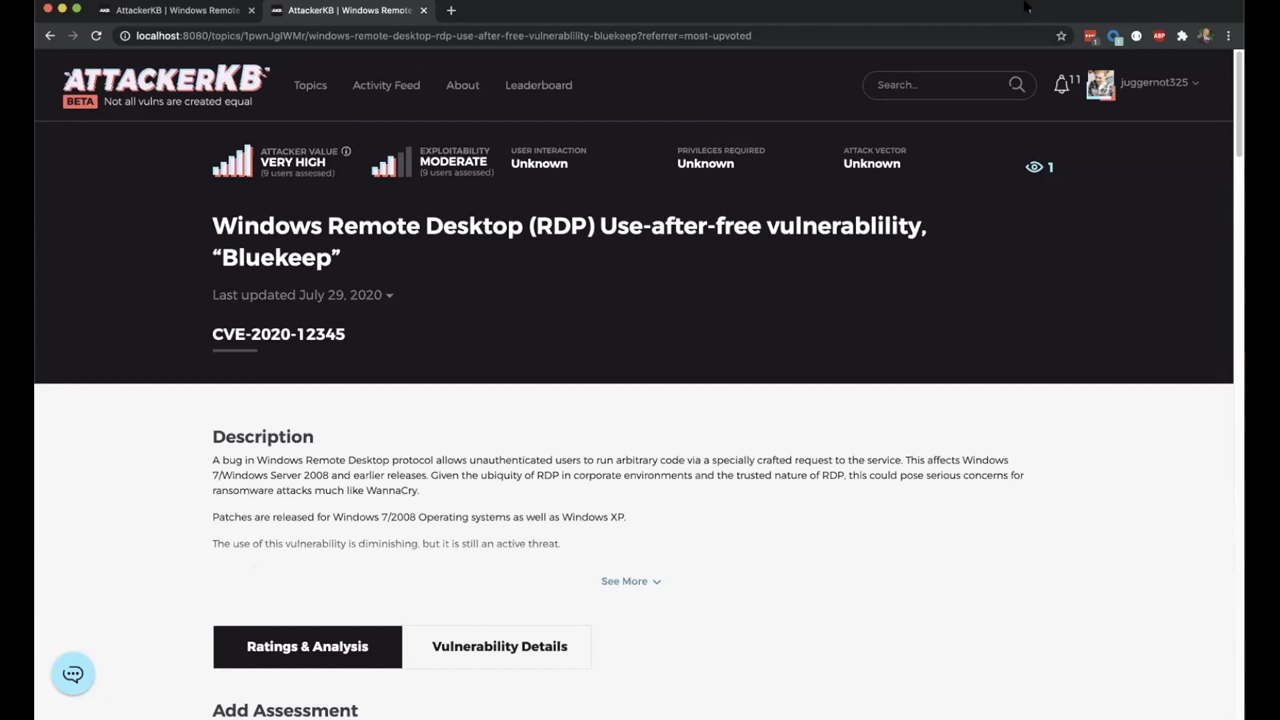 AttackerKB | Windows Remote
AttackerKB | Windows Remote
localhost:8080/topics/1pwnJglWMr/windows-remote-desktop-rdp-use-after-free-vulnerablility-bluekeep?referrer=most-upvoted
ATTACKERKB
BETA Not all vulns are created equal
Topics
Activity Feed
About
Leaderboard
Search...
11
juggernot325
ATTACKER VALUE
VERY HIGH
(9 users assessed)
EXPLOITABILITY
MODERATE
(9 users assessed)
USER INTERACTION
Unknown
PRIVILEGES REQUIRED
Unknown
ATTACK VECTOR
Unknown
1
Windows Remote Desktop (RDP) Use-after-free vulnerablility,
“Bluekeep”
Last updated July 29, 2020
CVE-2020-12345
Description
A bug in Windows Remote Desktop protocol allows unauthenticated users to run arbitrary code via a specially crafted request to the service. This affects Windows
7/Windows Server 2008 and earlier releases. Given the ubiquity of RDP in corporate environments and the trusted nature of RDP, this could pose serious concerns for
ransomware attacks much like WannaCry.
Patches are released for Windows 7/2008 Operating systems as well as Windows XP.
The use of this vulnerability is diminishing, but it is still an active threat.
See More
Ratings & Analysis
Vulnerability Details
Add Assessment